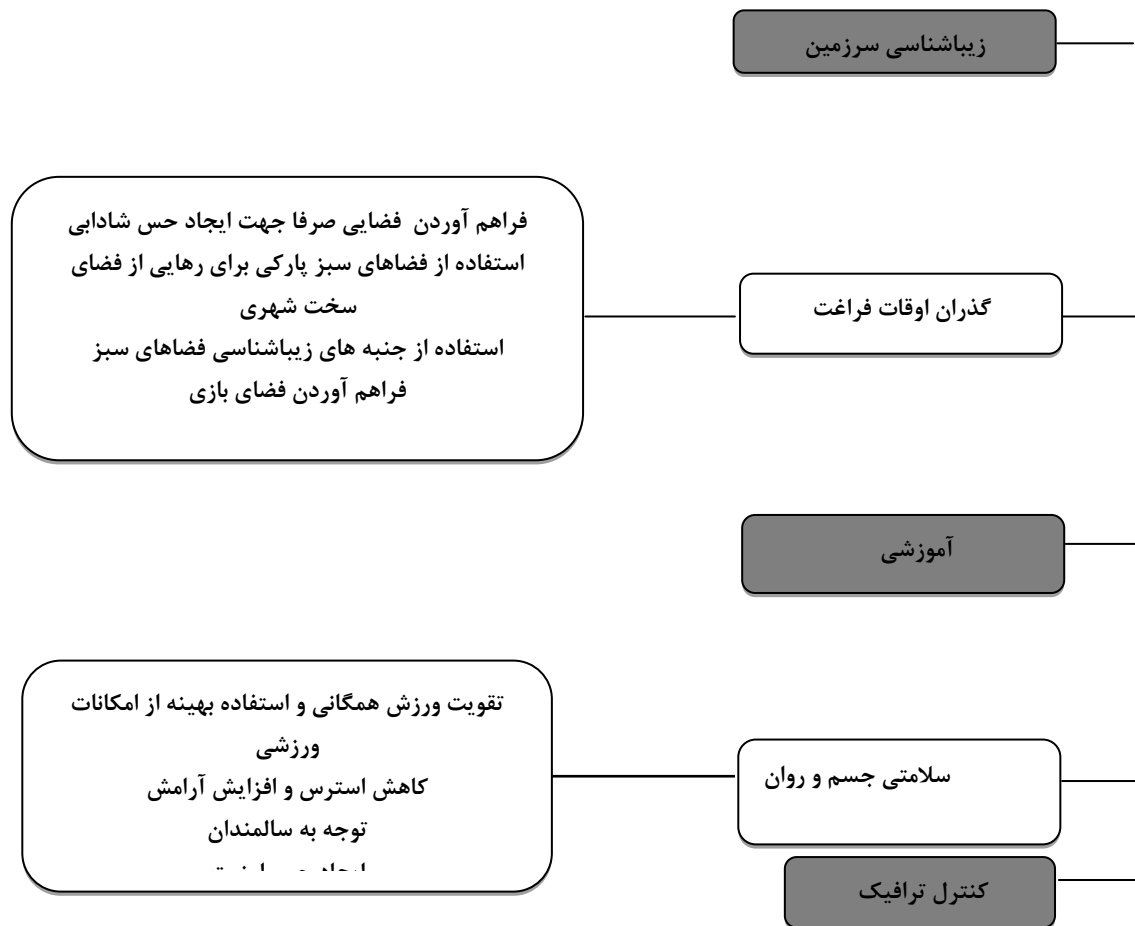 زیباشناسی سرزمین
گذران اوقات فراغت
فراهم آوردن فضایی صرفا جهت ایجاد حس شادابی
استفاده از فضاهای سبز پارکی برای رهایی از فضای
سخت شهری
استفاده از جنبه های زیباشناسی فضاهای سبز
فراهم آوردن فضای بازی
آموزشی
سلامتی جسم و روان
تقویت ورزش همگانی و استفاده بهینه از امکانات
ورزشی
کاهش استرس و افزایش آرامش
توجه به سالمندان
کنترل ترافیک